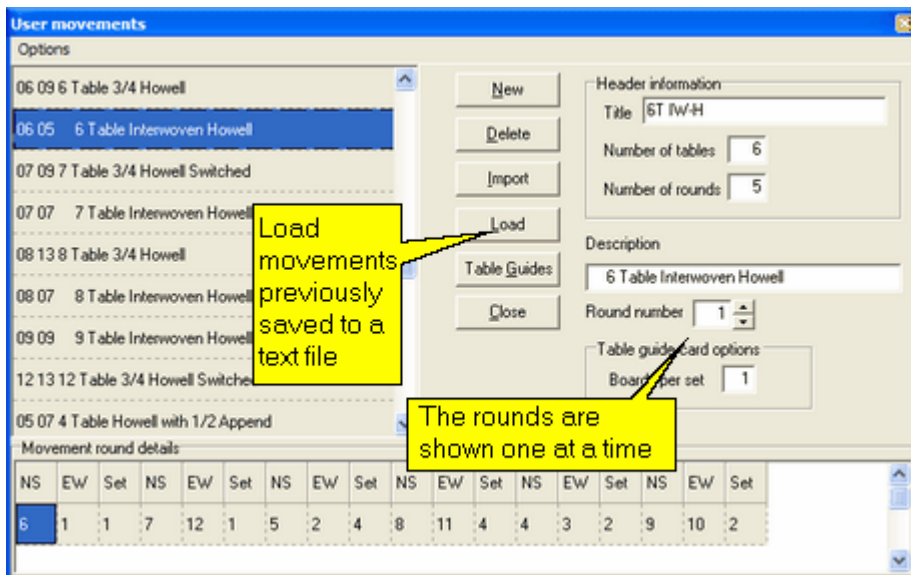 User movements
Options
06 09 6 Table 3/4 Howell
06 05 6 Table Interwoven Howell
07 09 7 Table 3/4 Howell Switched
07 07 7 Table Interwoven Howell
08 13 8 Table 3/4 Howell
08 07 8 Table Interwoven Howell
09 09 9 Table Interwoven Howell
12 13 12 Table 3/4 Howell Switched
05 07 4 Table Howell with 1/2 Append
New
Delete
Import
Load
Table Guides
Close
Header information
Title 6T IW-H
Number of tables 6
Number of rounds 5
Description
6 Table Interwoven Howell
Round number 1
Table guide card options
Boards per set 1
Load
movements
previously
saved to a
text file
The rounds are
shown one at a time
Movement round details
NS EW Set NS EW Set NS EW Set NS EW Set NS EW Set NS EW Set
6 1 1 7 12 1 5 2 4 8 11 4 4 3 2 9 10 2